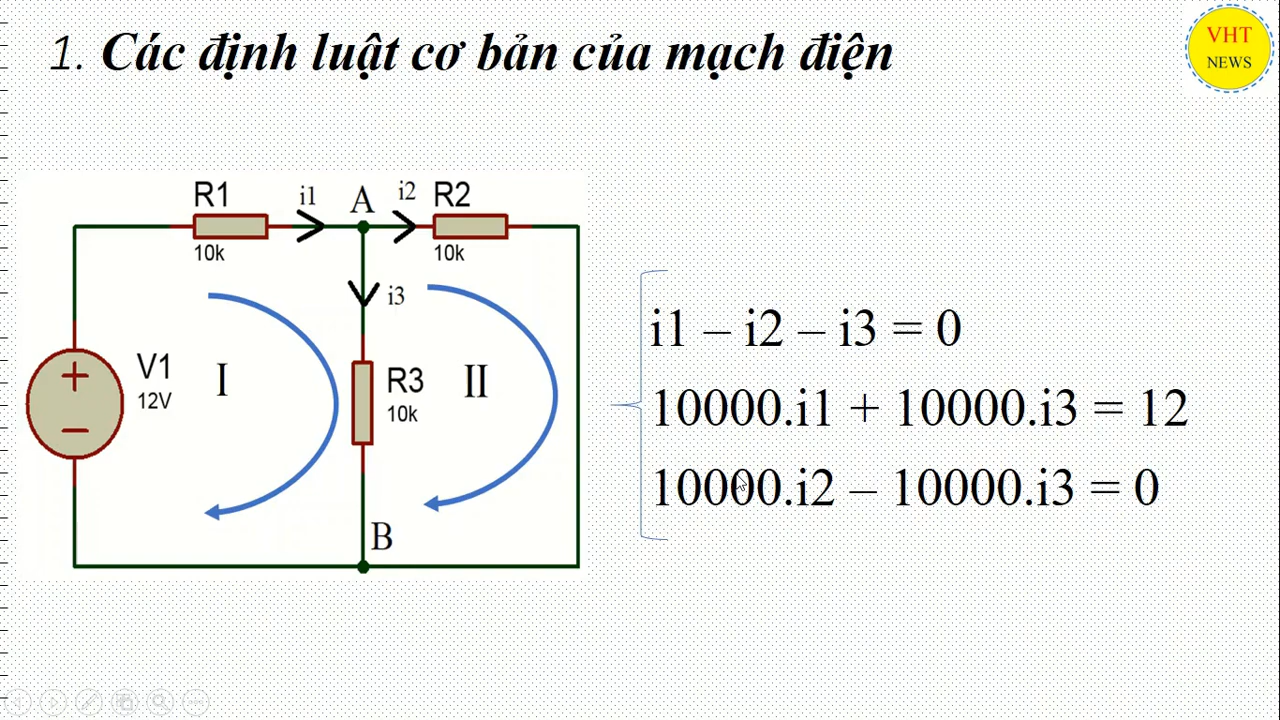 1. Các định luật cơ bản của mạch điện
VHT
NEWS
R1
i1
A
i2
R2
10k
10k
i3
V1
12V
I
R3
10k
II
B
i1 – i2 – i3 = 0
10000.i1 + 10000.i3 = 12
10000.i2 – 10000.i3 = 0